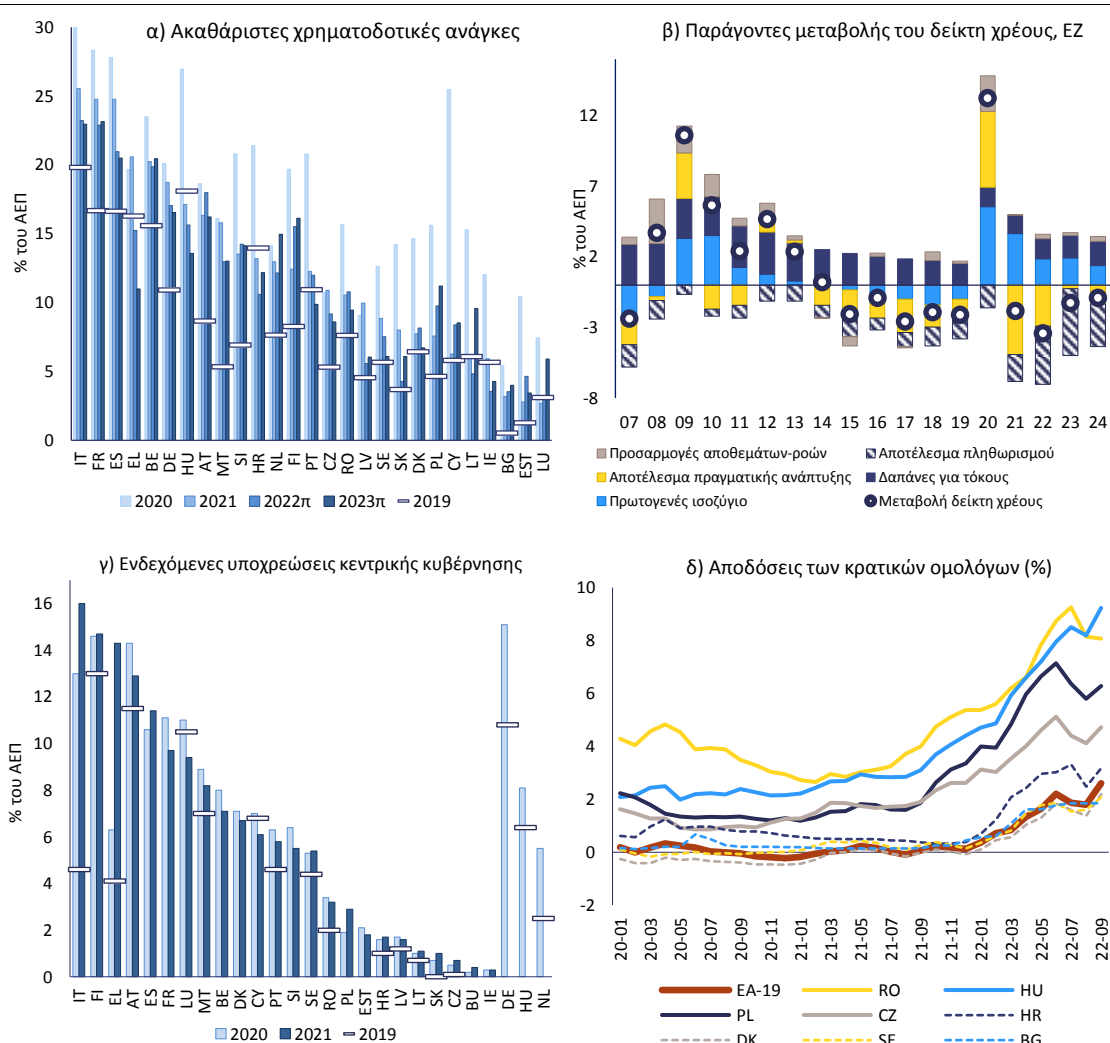 α) Ακαθάριστες χρηματοδοτικές ανάγκες
% του ΑΕΠ
30
25
20
15
10
5
0
IT FR ES EL BE DE HU AT MT SI HR NL FI PT CZ RO LV SE SK DK PL CY LT IE BG EST LU
2020 2021 2022π 2023π 2019
β) Παράγοντες μεταβολής του δείκτη χρέους, ΕΖ
12
7
2
-3
-8
07 08 09 10 11 12 13 14 15 16 17 18 19 20 21 22 23 24
Προσαρμογές αποθεμάτων-ροών Αποτέλεσμα πληθωρισμού
Αποτέλεσμα πραγματικής ανάπτυξης Δαπάνες για τόκους
Πρωτογενές ισοζύγιο Μεταβολή δείκτη χρέους
γ) Ενδεχόμενες υποχρεώσεις κεντρικής κυβέρνησης
% του ΑΕΠ
16
14
12
10
8
6
4
2
0
IT FI EL AT ES FR LU MT BE DK CY PT SI SE RO PL EST HR LV LT SK CZ BU IE DE HU NL
2020 2021 2019
δ) Αποδόσεις των κρατικών ομολόγων (%)
10
8
6
4
2
0
-2
20-01 20-03 20-05 20-07 20-09 20-11 21-01 21-03 21-05 21-07 21-09 21-11 22-01 22-03 22-05 22-07 22-09
EA-19 RO HU
PL CZ HR
DK SE BG